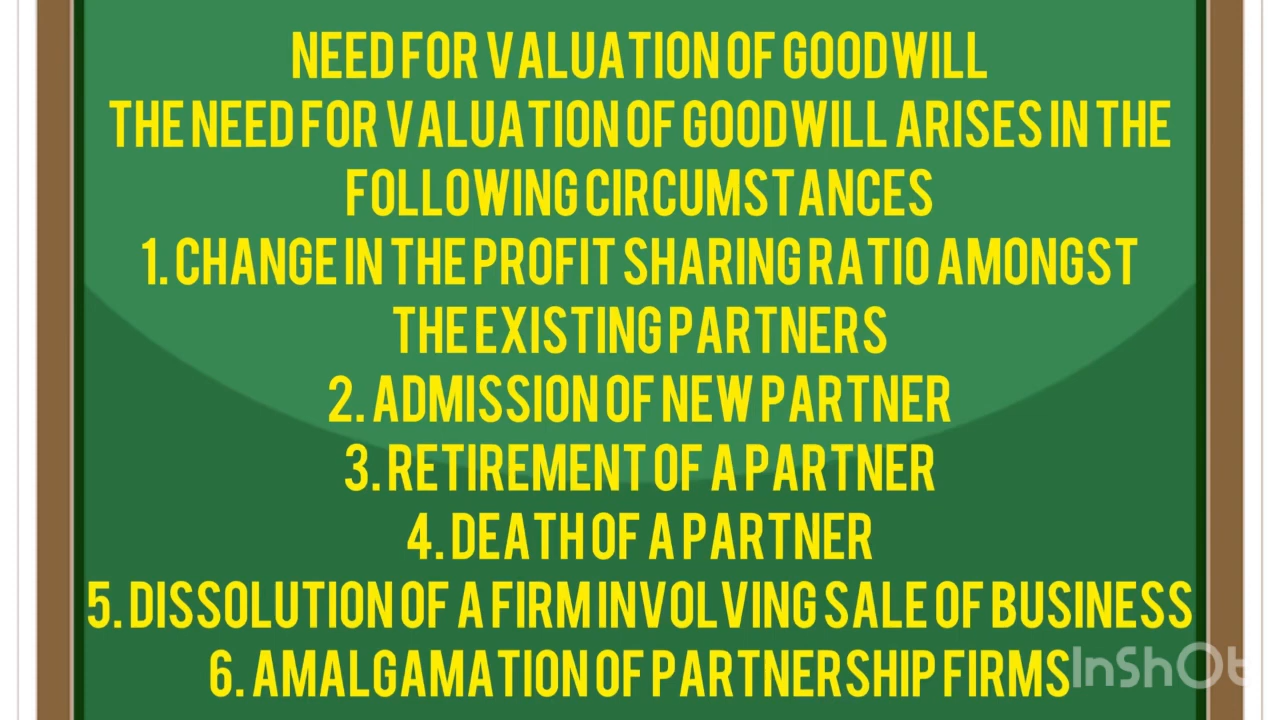 NEED FOR VALUATION OF GOODWILL
THE NEED FOR VALUATION OF GOODWILL ARISES IN THE
FOLLOWING CIRCUMSTANCES
1. CHANGE IN THE PROFIT SHARING RATIO AMONGST
THE EXISTING PARTNERS
2. ADMISSION OF NEW PARTNER
3. RETIREMENT OF A PARTNER
4. DEATH OF A PARTNER
5. DISSOLUTION OF A FIRM INVOLVING SALE OF BUSINESS
6. AMALGAMATION OF PARTNERSHIP FIRMS
InShOt